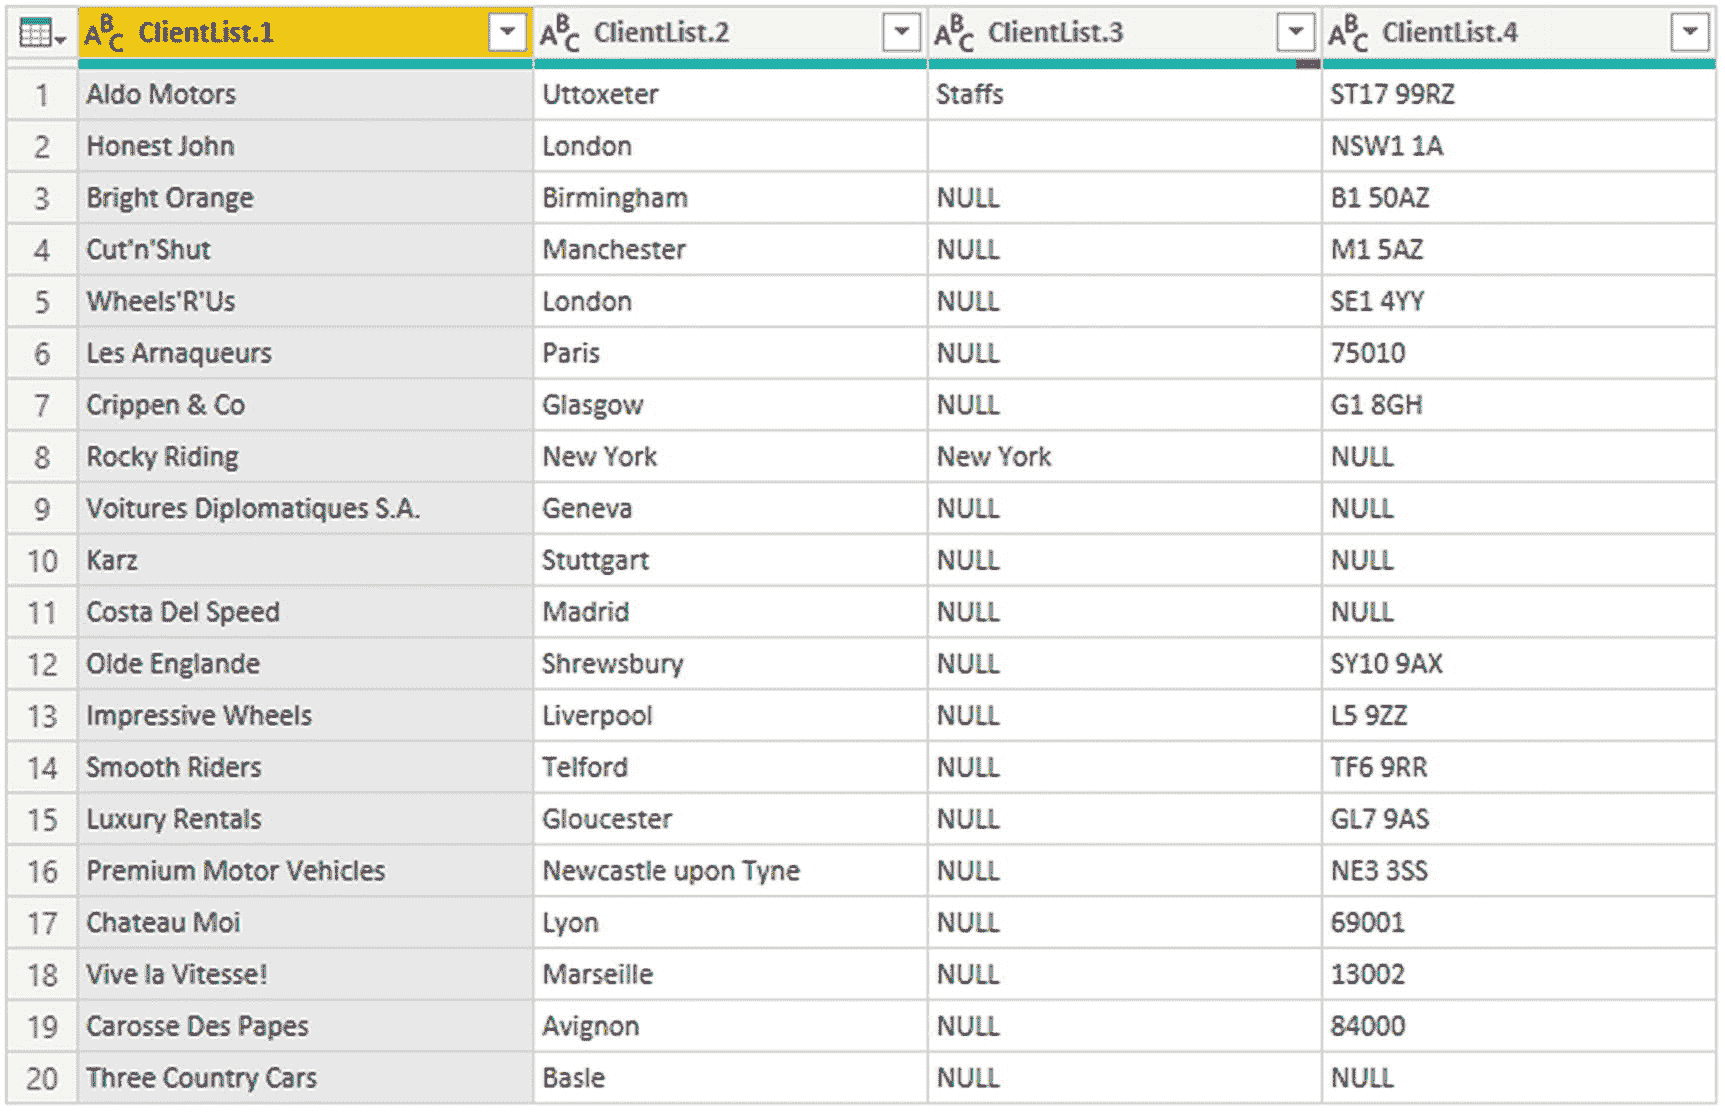 ABC ClientList.1 ABC ClientList.2 ABC ClientList.3 ABC ClientList.4
1 Aldo Motors Uttoxeter Staffs ST17 99RZ
2 Honest John London NSW1 1A
3 Bright Orange Birmingham NULL B1 50AZ
4 Cut'n'Shut Manchester NULL M1 5AZ
5 Wheels'R'Us London NULL SE1 4YY
6 Les Arnaqueurs Paris NULL 75010
7 Crippen & Co Glasgow NULL G1 8GH
8 Rocky Riding New York New York NULL
9 Voitures Diplomatiques S.A. Geneva NULL NULL
10 Karz Stuttgart NULL NULL
11 Costa Del Speed Madrid NULL NULL
12 Olde Englande Shrewsbury NULL SY10 9AX
13 Impressive Wheels Liverpool NULL L5 9ZZ
14 Smooth Riders Telford NULL TF6 9RR
15 Luxury Rentals Gloucester NULL GL7 9AS
16 Premium Motor Vehicles Newcastle upon Tyne NULL NE3 3SS
17 Chateau Moi Lyon NULL 69001
18 Vive la Vitesse! Marseille NULL 13002
19 Carosse Des Papes Avignon NULL 84000
20 Three Country Cars Basle NULL NULL